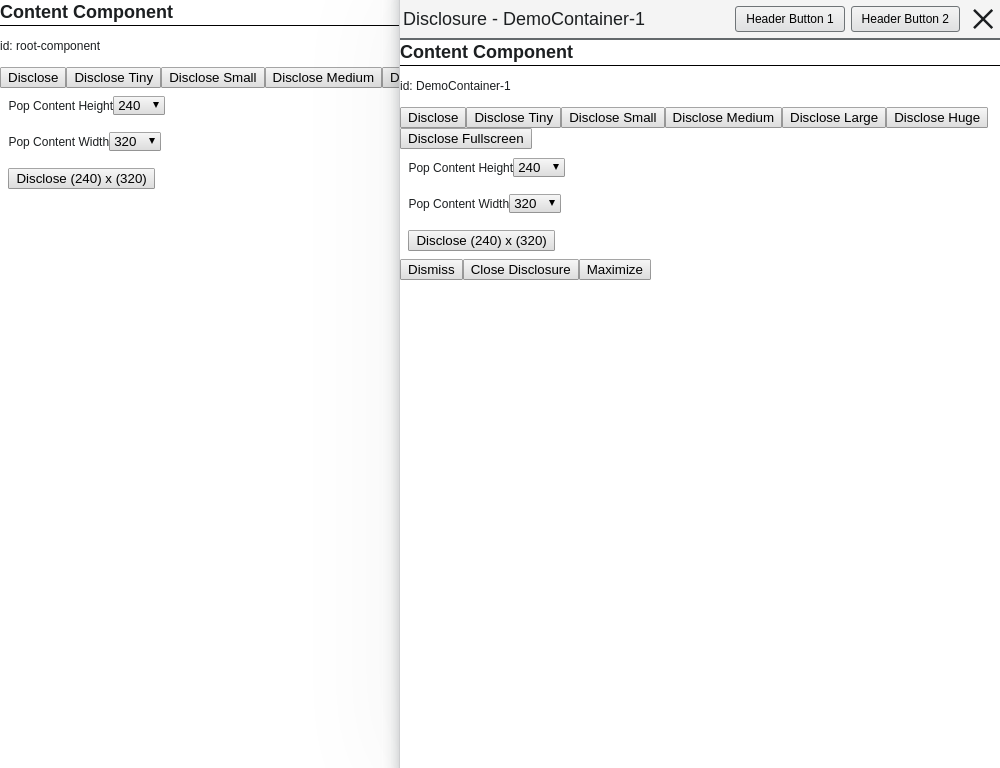 Content Component
id: root-component
Disclose Disclose Tiny Disclose Small Disclose Medium D
Pop Content Height 240
Pop Content Width 320
Disclose (240) x (320)
Disclosure - DemoContainer-1 Header Button 1 Header Button 2
Content Component
id: DemoContainer-1
Disclose Disclose Tiny Disclose Small Disclose Medium Disclose Large Disclose Huge
Disclose Fullscreen
Pop Content Height 240
Pop Content Width 320
Disclose (240) x (320)
Dismiss Close Disclosure Maximize